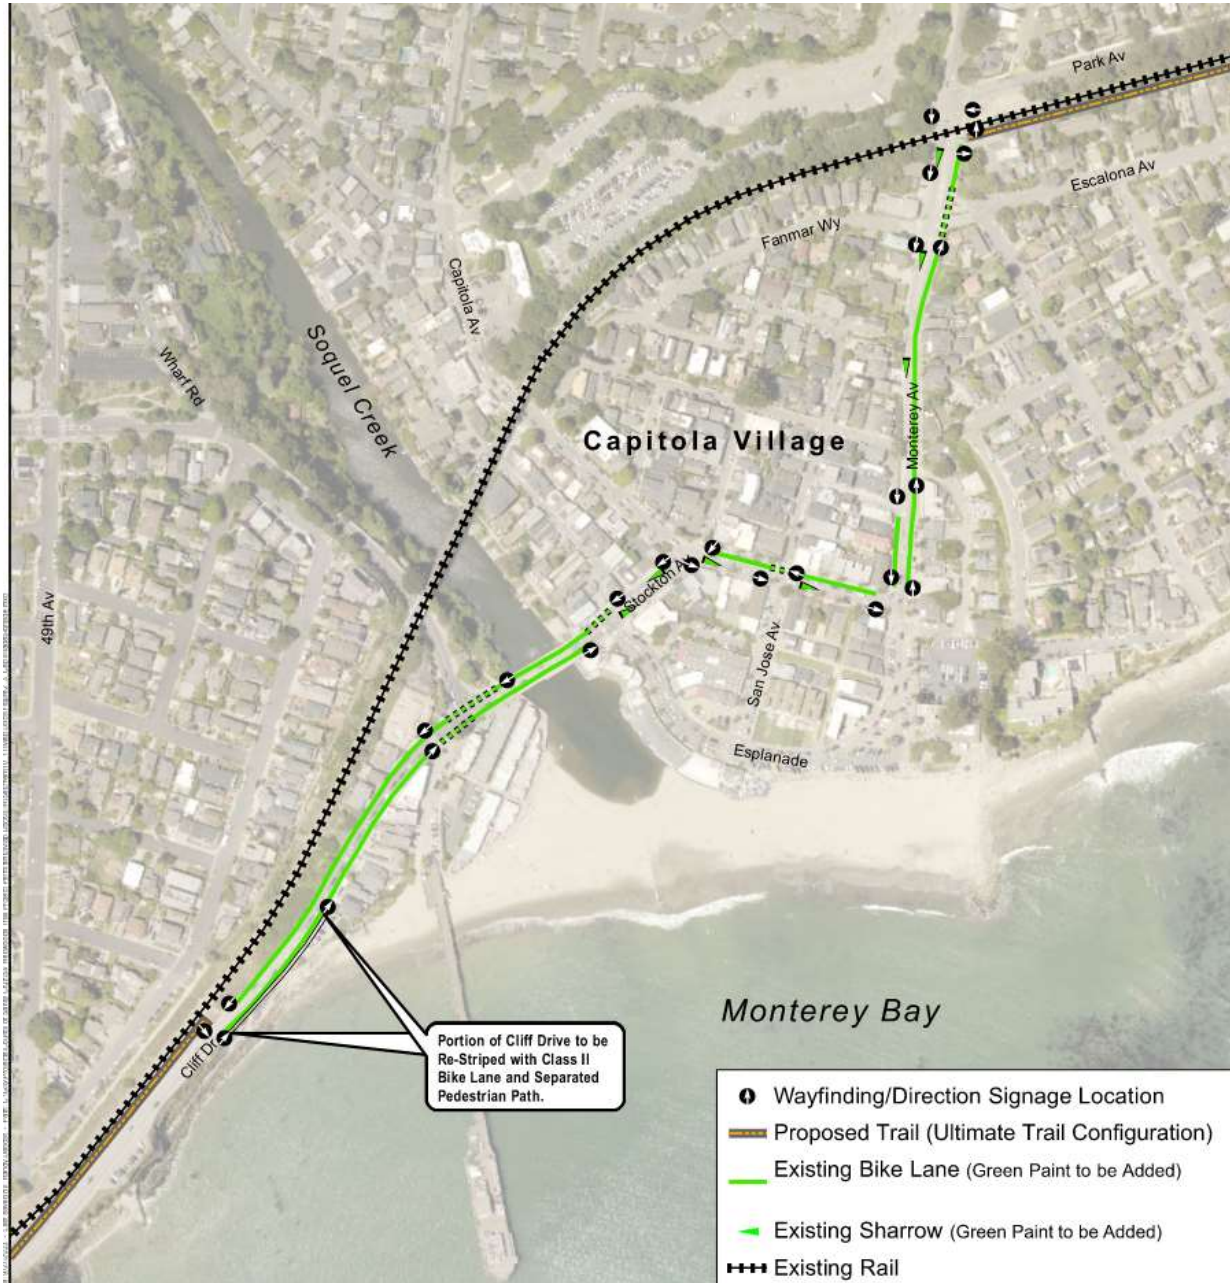 Park Av
Escalona Av
Fanmar Wy
Capitola Av
Soquel Creek
Wharf Rd
Capitola Village
Monterey Av
49th Av
Stockton Av
San Jose Av
Esplanade
Monterey Bay
Cliff Dr
Portion of Cliff Drive to be
Re-Striped with Class II
Bike Lane and Separated
Pedestrian Path.
Wayfinding/Direction Signage Location
Proposed Trail (Ultimate Trail Configuration)
Existing Bike Lane (Green Paint to be Added)
Existing Sharrow (Green Paint to be Added)
Existing Rail